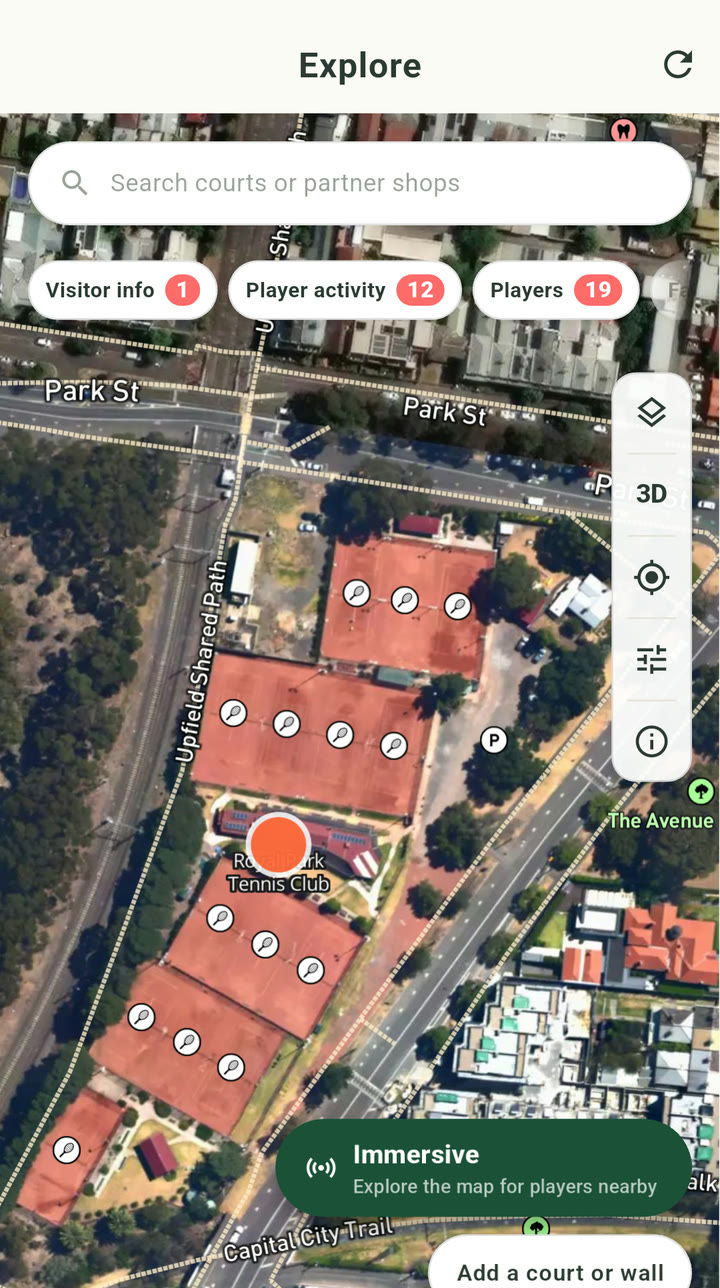 Explore
Search courts or partner shops
Visitor info 1
Player activity 12
Players 19
Park St
Park St
3D
Upfield Shared Path
P
The Avenue
Royal Park
Tennis Club
Immersive
Explore the map for players nearby
Capital City Trail
Add a court or wall